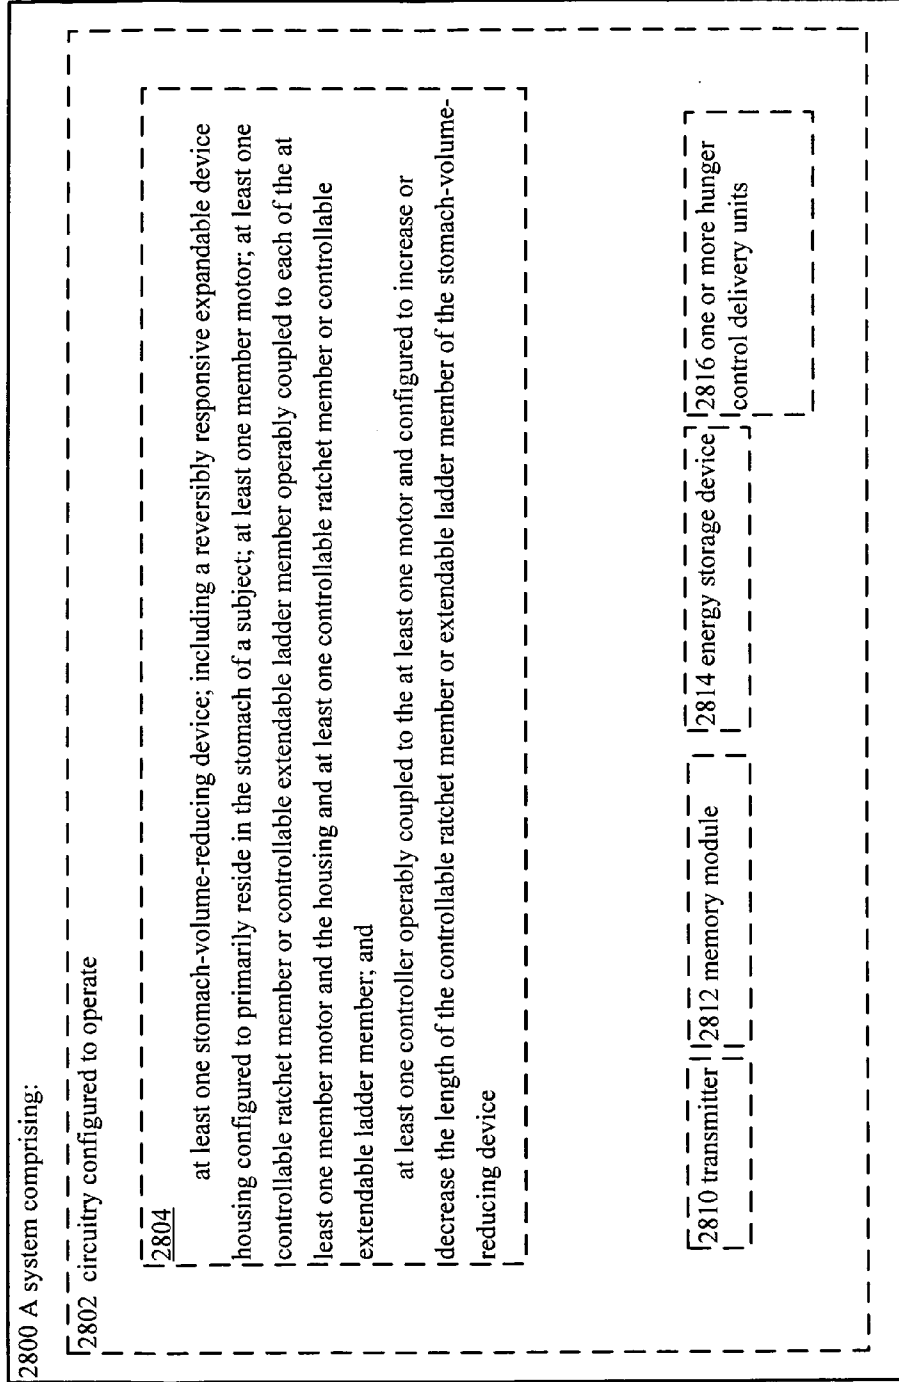 2800 A system comprising:
2802 circuitry configured to operate
2804
at least one stomach-volume-reducing device; including a reversibly responsive expandable device
housing configured to primarily reside in the stomach of a subject; at least one member motor; at least one
controllable ratchet member or controllable extendable ladder member operably coupled to each of the at
least one member motor and the housing and at least one controllable ratchet member or controllable
extendable ladder member; and
at least one controller operably coupled to the at least one motor and configured to increase or
decrease the length of the controllable ratchet member or extendable ladder member of the stomach-volume-
reducing device
2810 transmitter
2812 memory module
2814 energy storage device
2816 one or more hunger
control delivery units